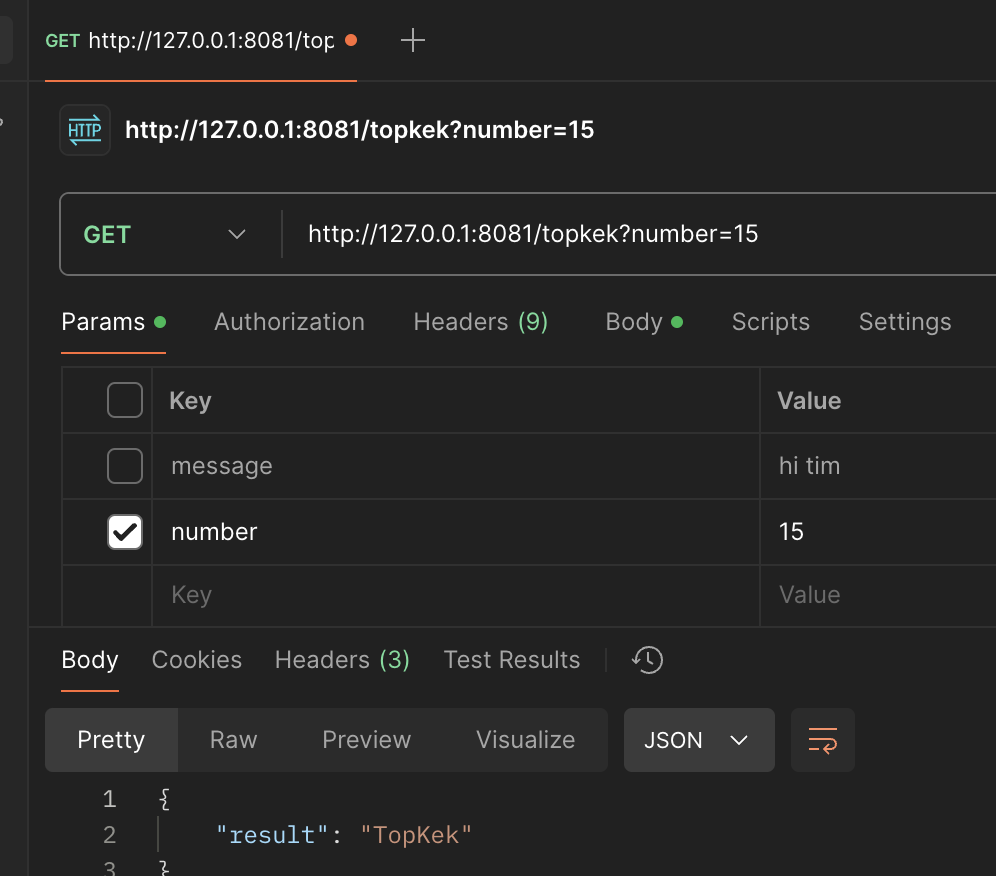 GET http://127.0.0.1:8081/top
HTTP http://127.0.0.1:8081/topkek?number=15
GET http://127.0.0.1:8081/topkek?number=15
Params Authorization Headers (9) Body Scripts Settings
Key Value
message hi tim
number 15
Key Value
Body Cookies Headers (3) Test Results
Pretty Raw Preview Visualize JSON
1 {
2 "result": "TopKek"
3 }